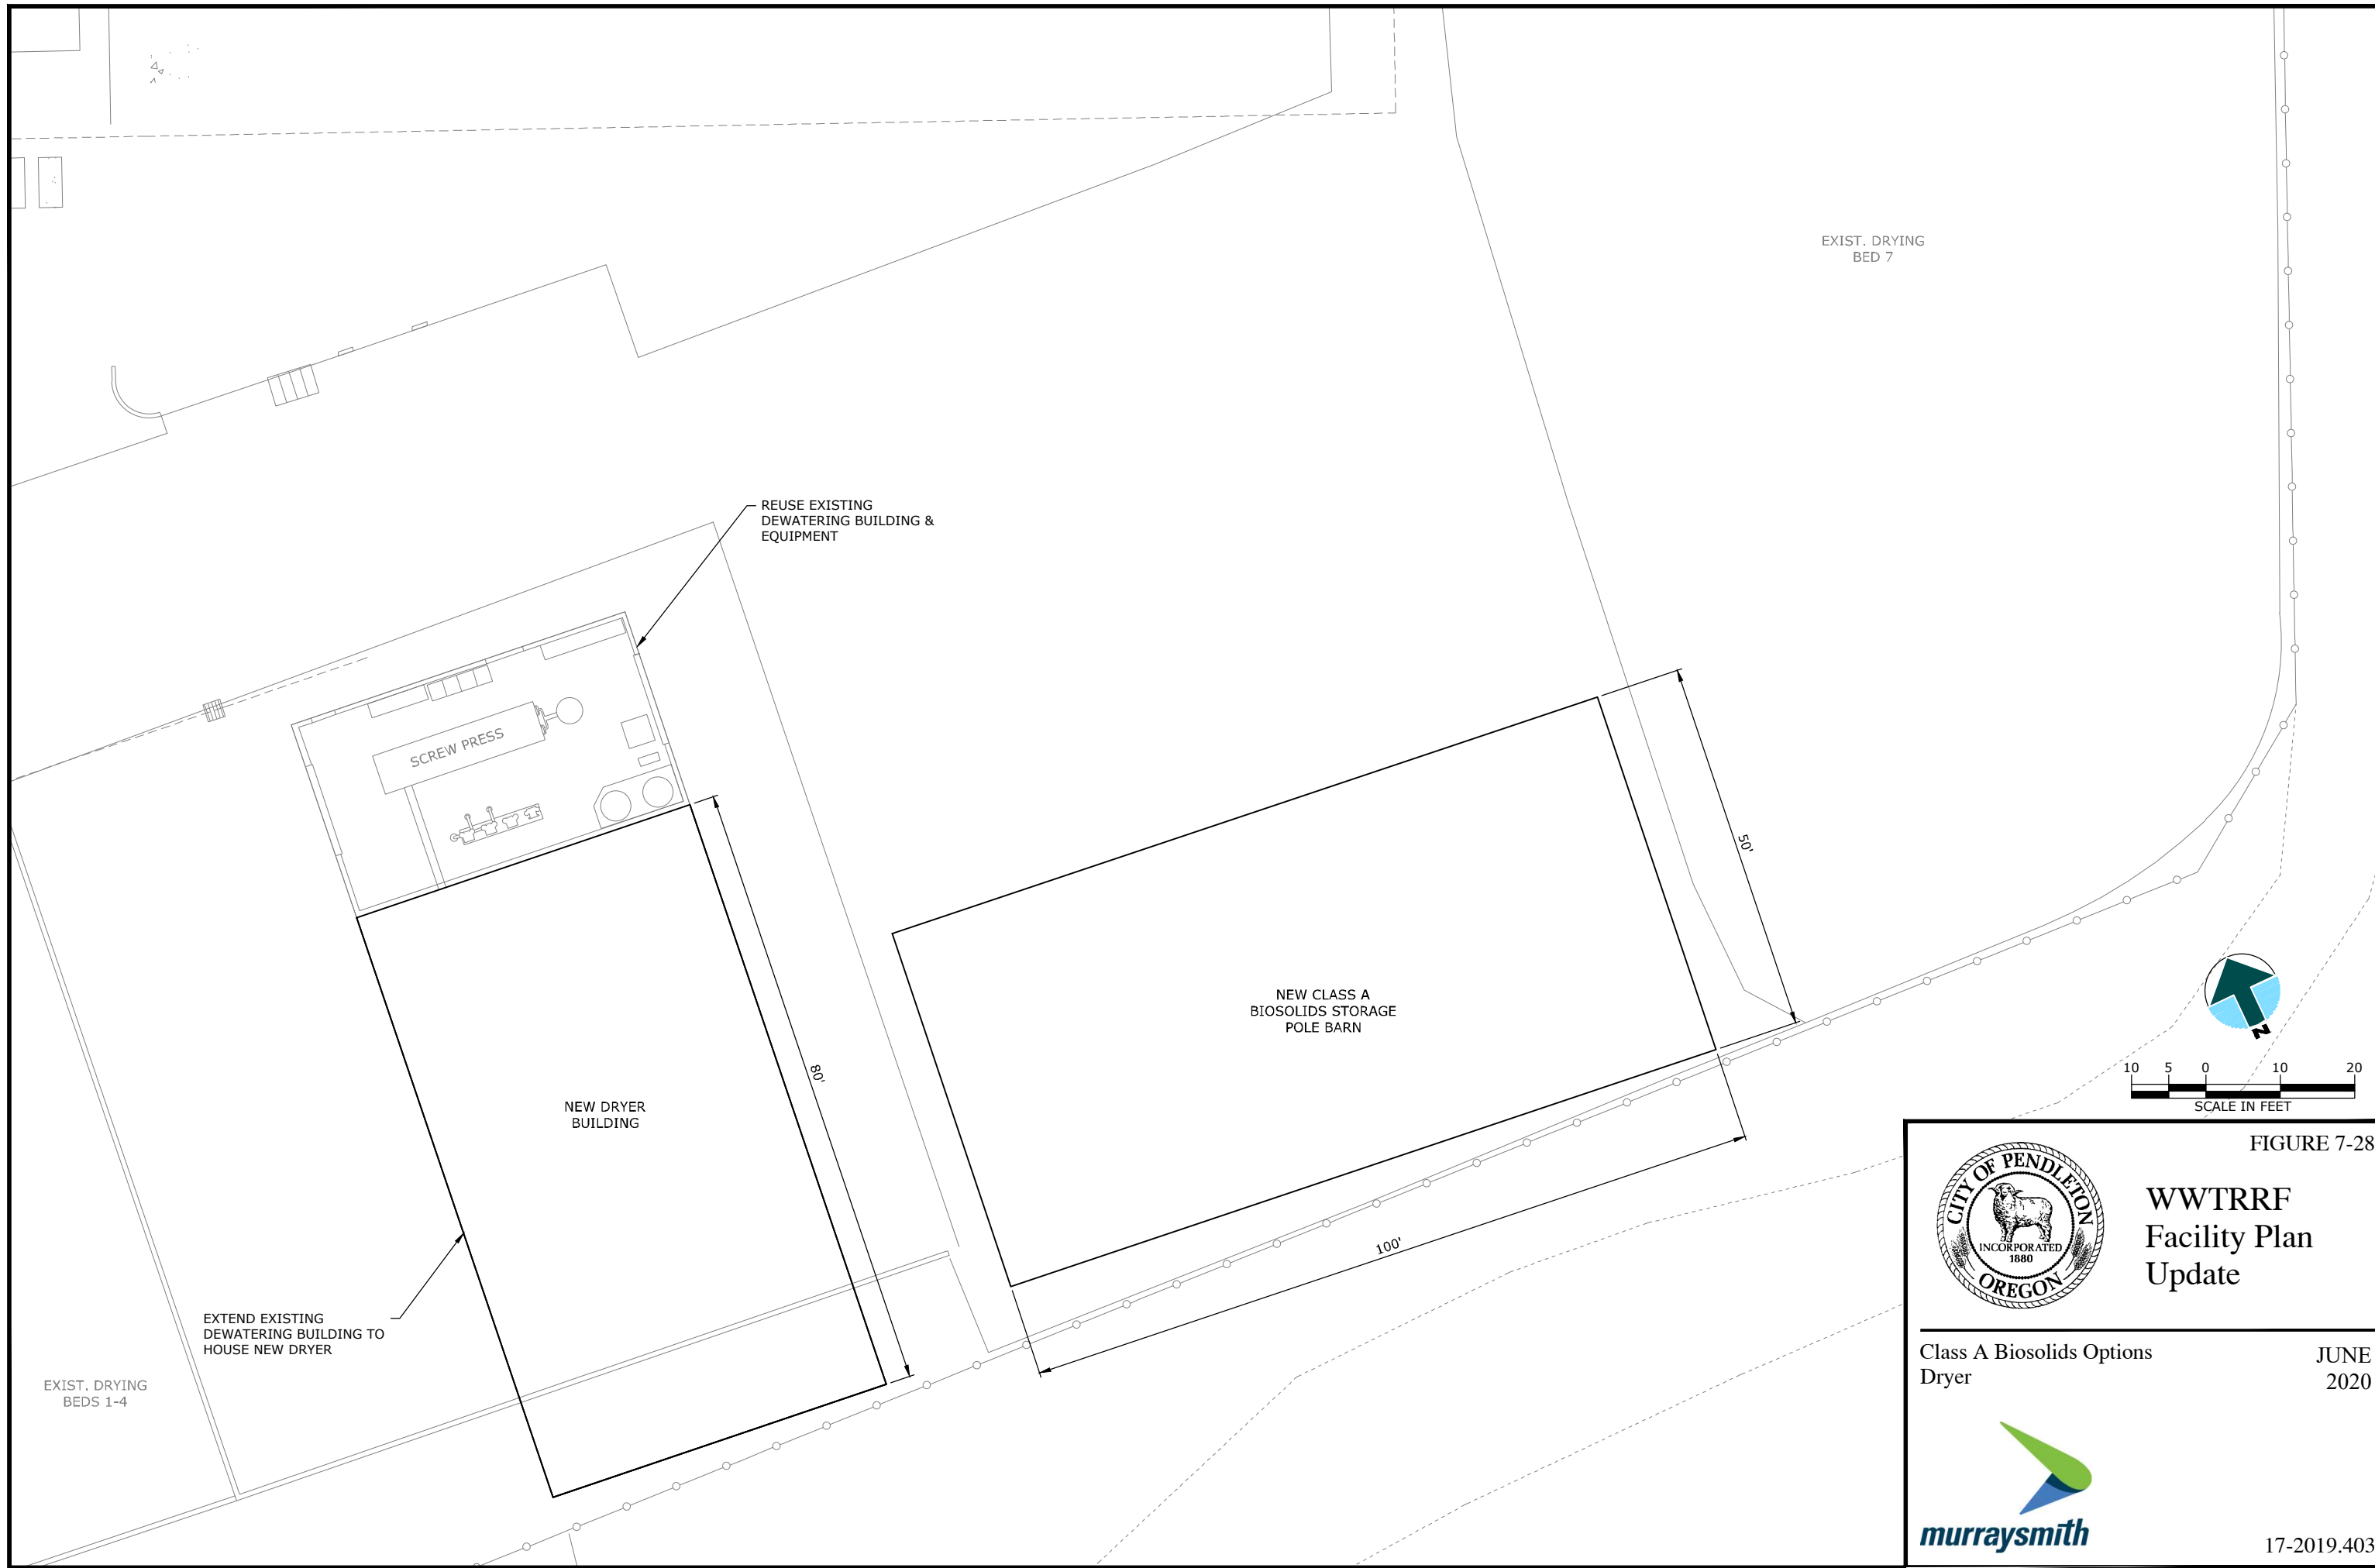 EXIST. DRYING
BED 7
REUSE EXISTING
DEWATERING BUILDING &
EQUIPMENT
SCREW PRESS
50'
NEW CLASS A
BIOSOLIDS STORAGE
POLE BARN
80'
NEW DRYER
BUILDING
100'
EXTEND EXISTING
DEWATERING BUILDING TO
HOUSE NEW DRYER
EXIST. DRYING
BEDS 1-4
N
10 5 0 10 20
SCALE IN FEET
FIGURE 7-28
CITY OF PENDLETON
INCORPORATED
1880
OREGON
WWTRRF
Facility Plan
Update
Class A Biosolids Options
Dryer
JUNE
2020
murraysmith
17-2019.403